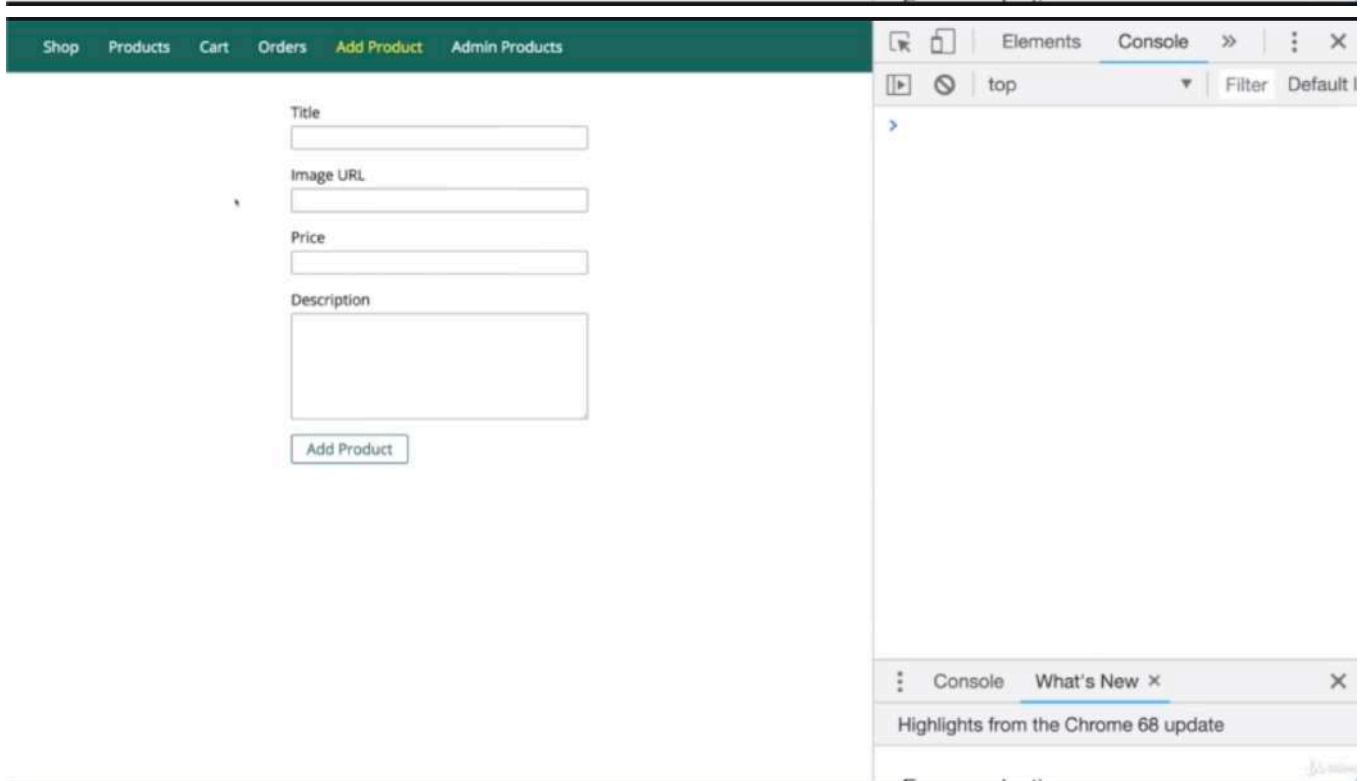 Shop Products Cart Orders Add Product Admin Products
Title
Image URL
Price
Description
Add Product
Elements Console »
top Filter Default
>
Console What's New ×
Highlights from the Chrome 68 update